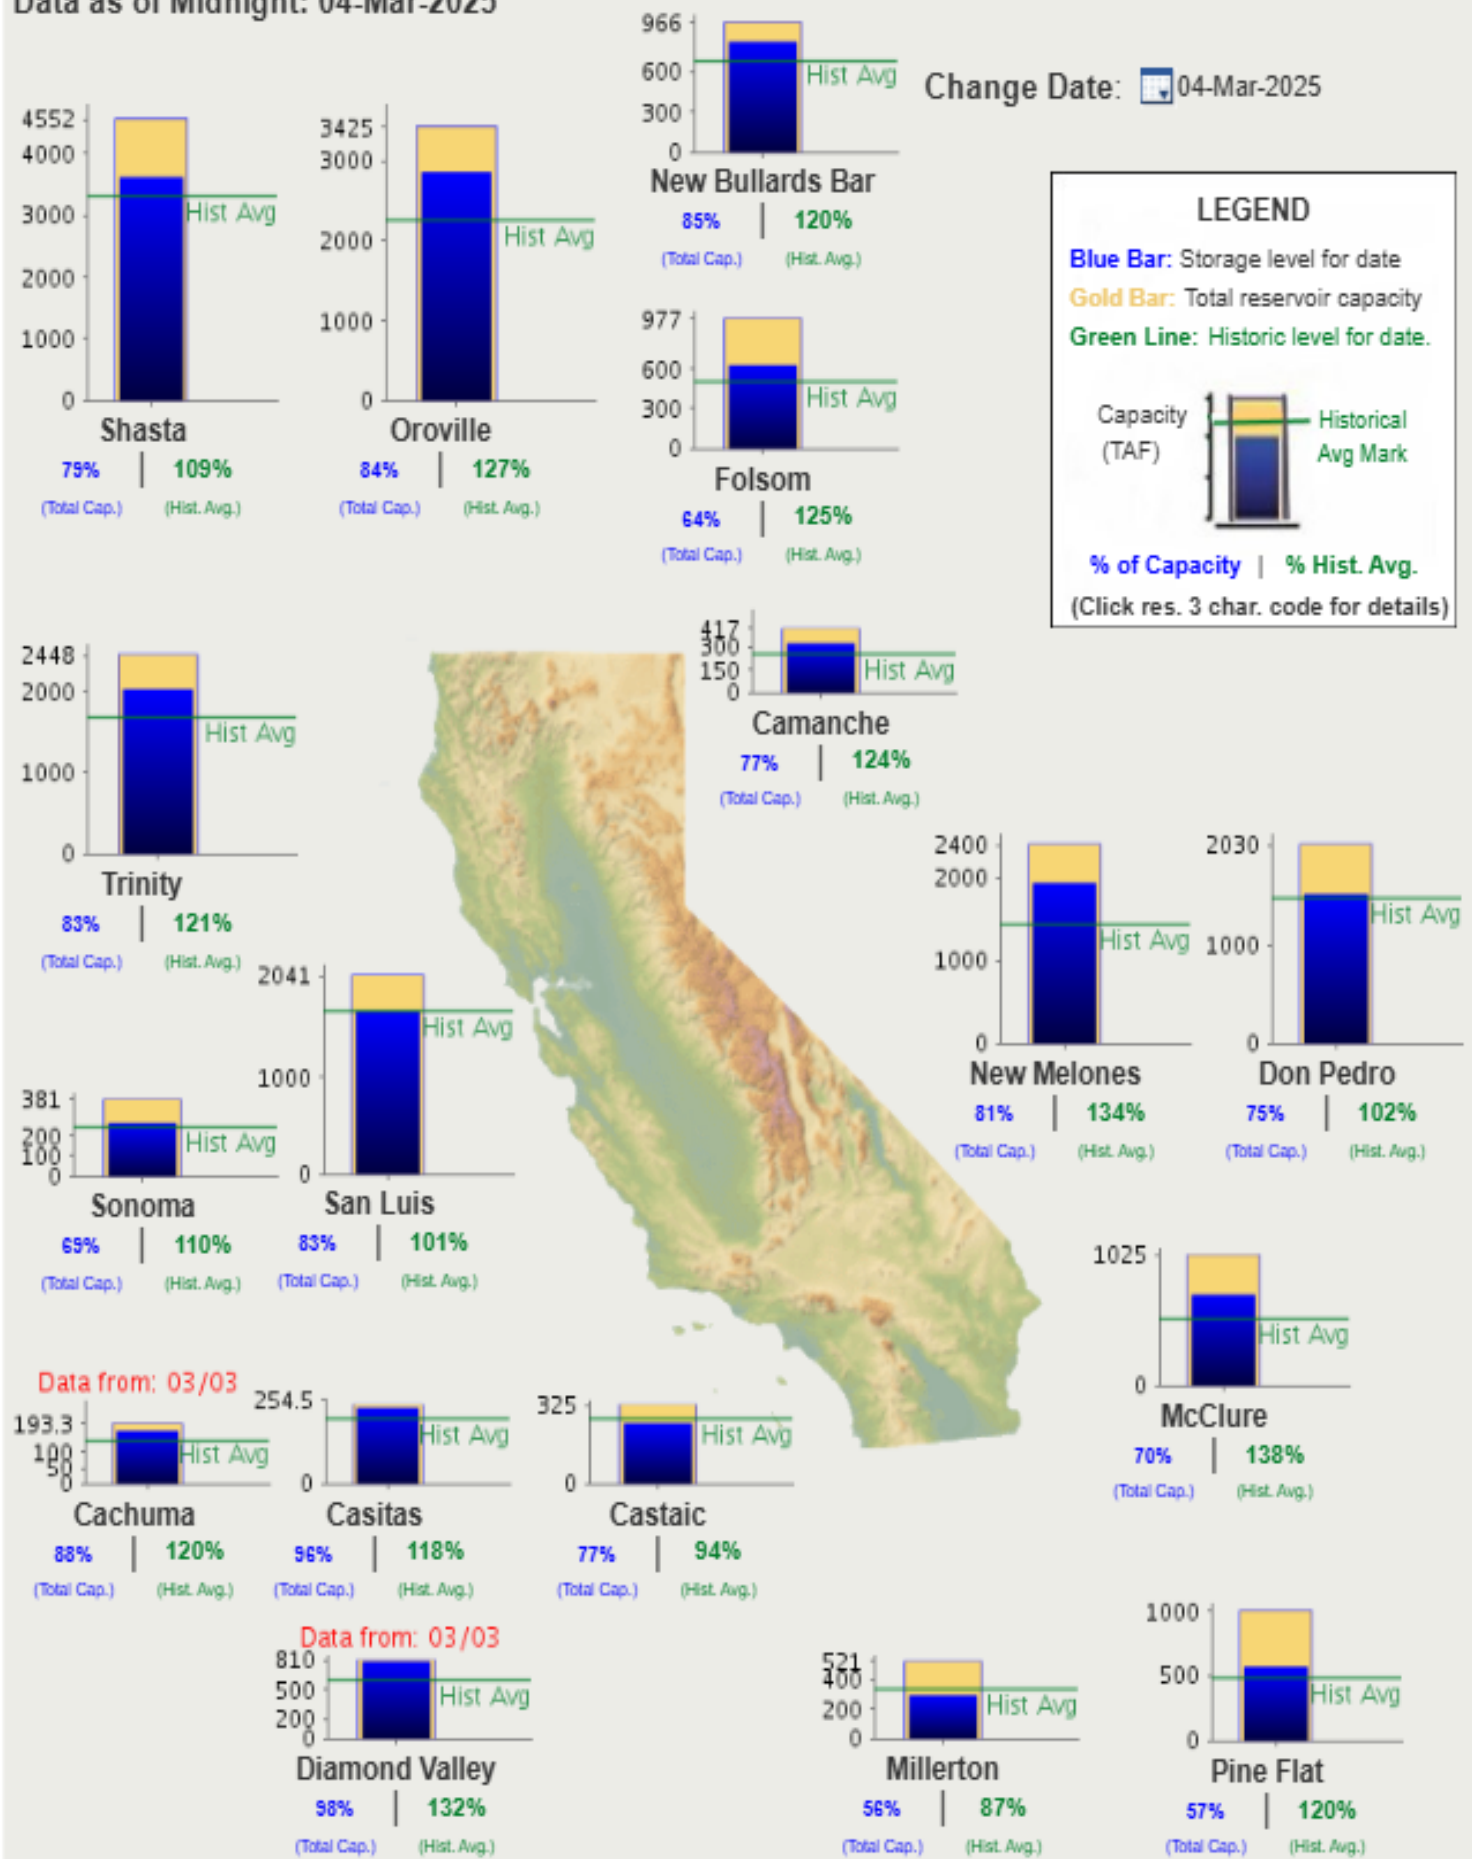 Data as of Midnight: 04-Mar-2025
Change Date: 04-Mar-2025
4552
4000
3000
2000
1000
0
Hist Avg
Shasta
79% | 109%
(Total Cap.) (Hist. Avg.)
3425
3000
2000
1000
0
Hist Avg
Oroville
84% | 127%
(Total Cap.) (Hist. Avg.)
966
600
300
0
Hist Avg
New Bullards Bar
85% | 120%
(Total Cap.) (Hist. Avg.)
977
600
300
0
Hist Avg
Folsom
64% | 125%
(Total Cap.) (Hist. Avg.)
LEGEND
Blue Bar: Storage level for date
Gold Bar: Total reservoir capacity
Green Line: Historic level for date.
Capacity
(TAF)
Historical
Avg Mark
% of Capacity | % Hist. Avg.
(Click res. 3 char. code for details)
2448
2000
1000
0
Hist Avg
Trinity
83% | 121%
(Total Cap.) (Hist. Avg.)
417
300
150
0
Hist Avg
Camanche
77% | 124%
(Total Cap.) (Hist. Avg.)
2400
2000
1000
0
Hist Avg
New Melones
81% | 134%
(Total Cap.) (Hist. Avg.)
2030
1000
0
Hist Avg
Don Pedro
75% | 102%
(Total Cap.) (Hist. Avg.)
2041
1000
0
Hist Avg
San Luis
83% | 101%
(Total Cap.) (Hist. Avg.)
381
200
100
0
Hist Avg
Sonoma
69% | 110%
(Total Cap.) (Hist. Avg.)
1025
0
Hist Avg
McClure
70% | 138%
(Total Cap.) (Hist. Avg.)
Data from: 03/03
193.3
100
50
0
Hist Avg
Cachuma
88% | 120%
(Total Cap.) (Hist. Avg.)
254.5
0
Hist Avg
Casitas
96% | 118%
(Total Cap.) (Hist. Avg.)
325
0
Hist Avg
Castaic
77% | 94%
(Total Cap.) (Hist. Avg.)
Data from: 03/03
810
500
200
0
Hist Avg
Diamond Valley
98% | 132%
(Total Cap.) (Hist. Avg.)
521
400
200
0
Hist Avg
Millerton
56% | 87%
(Total Cap.) (Hist. Avg.)
1000
500
0
Hist Avg
Pine Flat
57% | 120%
(Total Cap.) (Hist. Avg.)